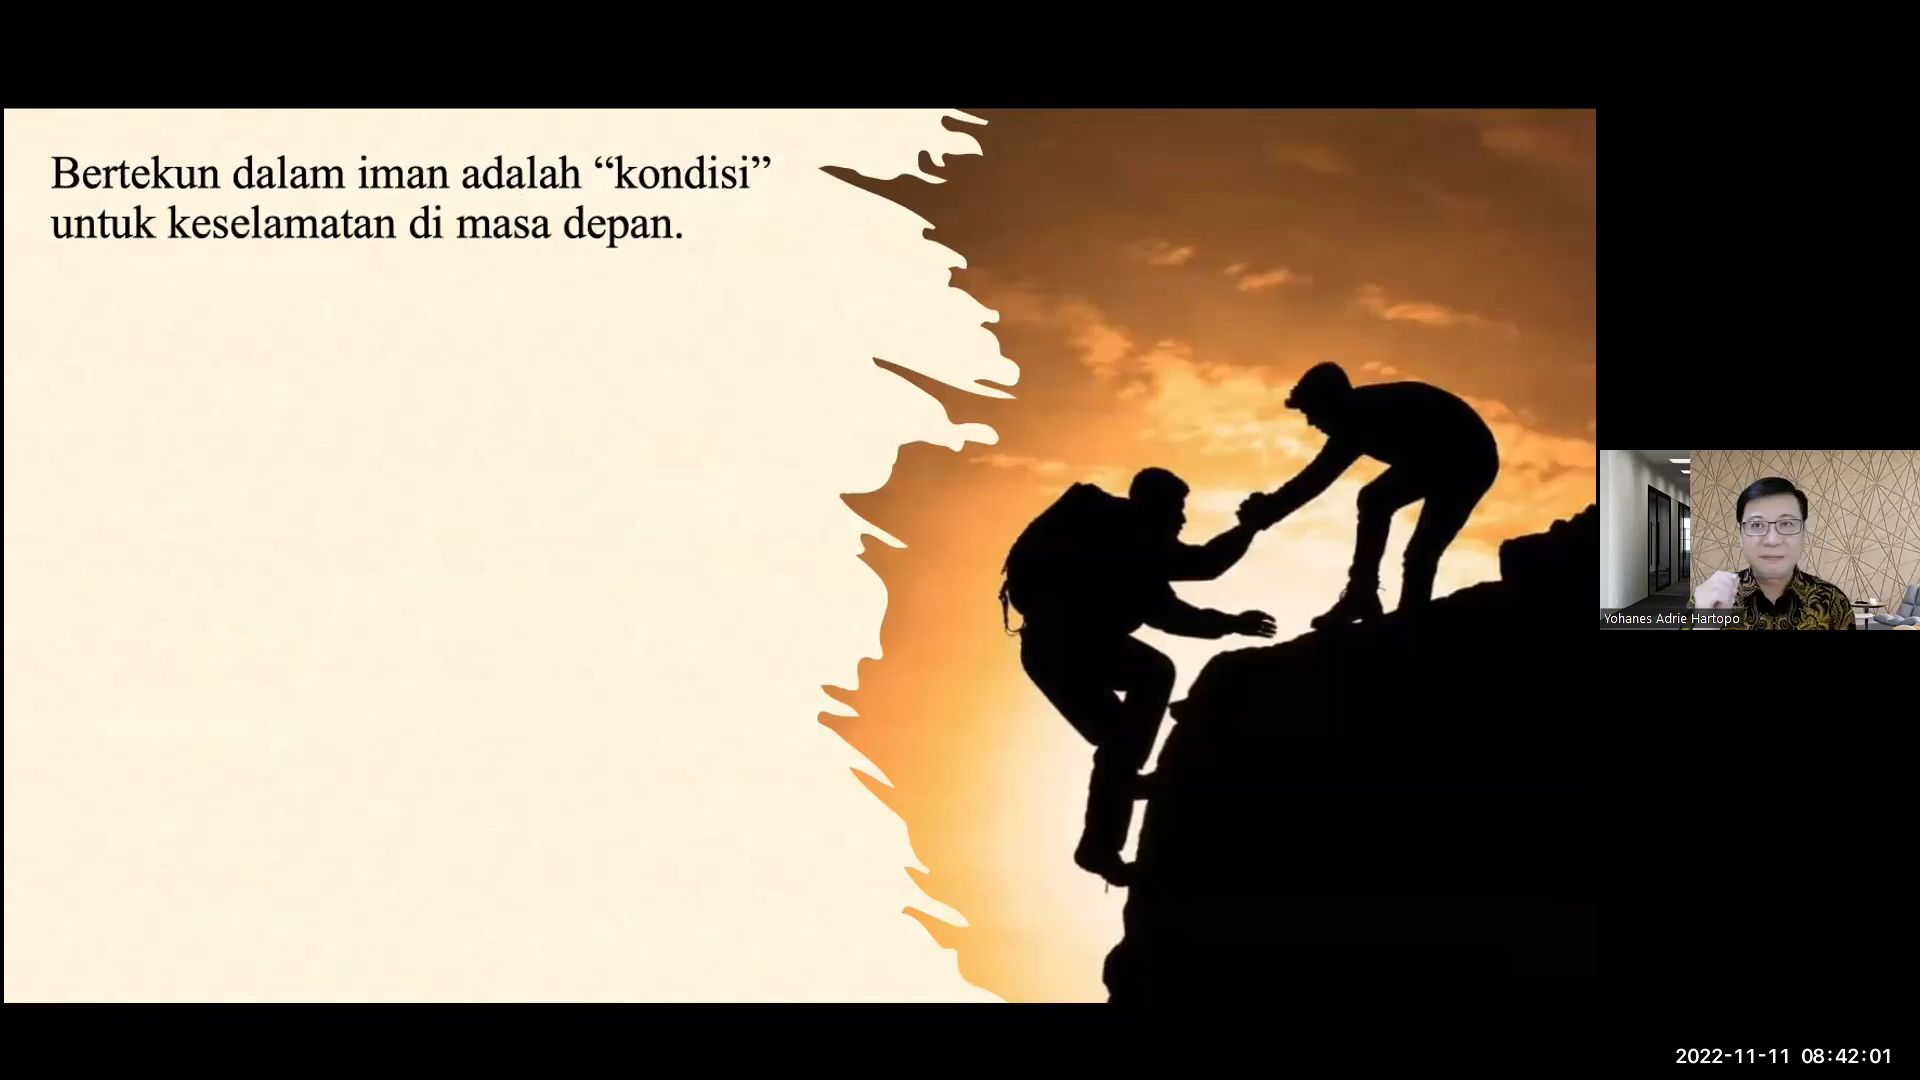 Bertekun dalam iman adalah “kondisi”
untuk keselamatan di masa depan.
Yohanes Adrie Hartopo
2022-11-11 08:42:01